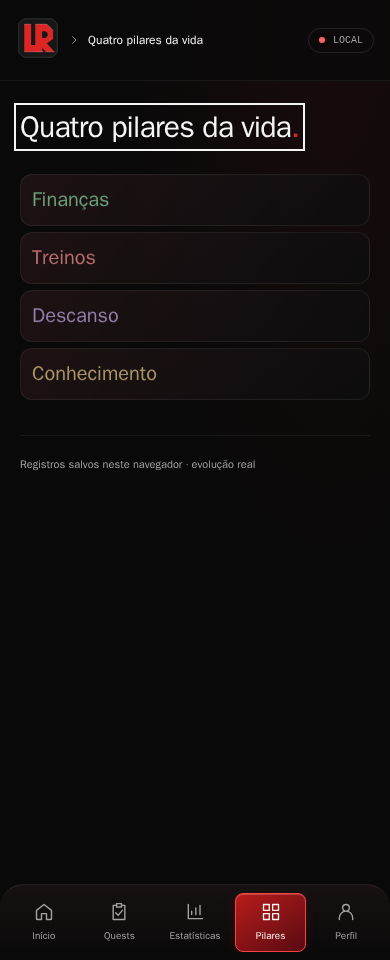 LR
Quatro pilares da vida
LOCAL
Quatro pilares da vida.
Finanças
Treinos
Descanso
Conhecimento
Registros salvos neste navegador · evolução real
Início
Quests
Estatísticas
Pilares
Perfil